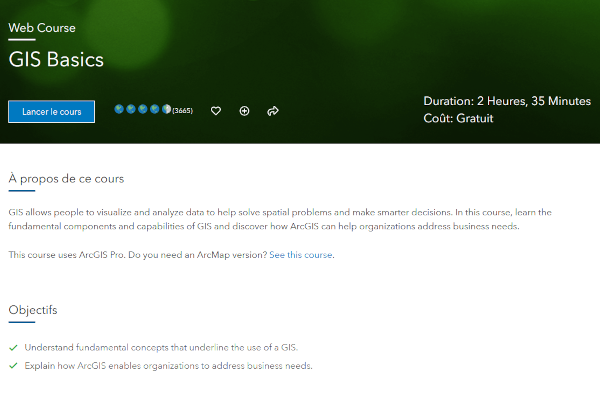 Web Course
GIS Basics
Lancer le cours
(3665)
Duration: 2 Heures, 35 Minutes
Coût: Gratuit
À propos de ce cours
GIS allows people to visualize and analyze data to help solve spatial problems and make smarter decisions. In this course, learn the
fundamental components and capabilities of GIS and discover how ArcGIS can help organizations address business needs.
This course uses ArcGIS Pro. Do you need an ArcMap version? See this course.
Objectifs
Understand fundamental concepts that underline the use of a GIS.
Explain how ArcGIS enables organizations to address business needs.